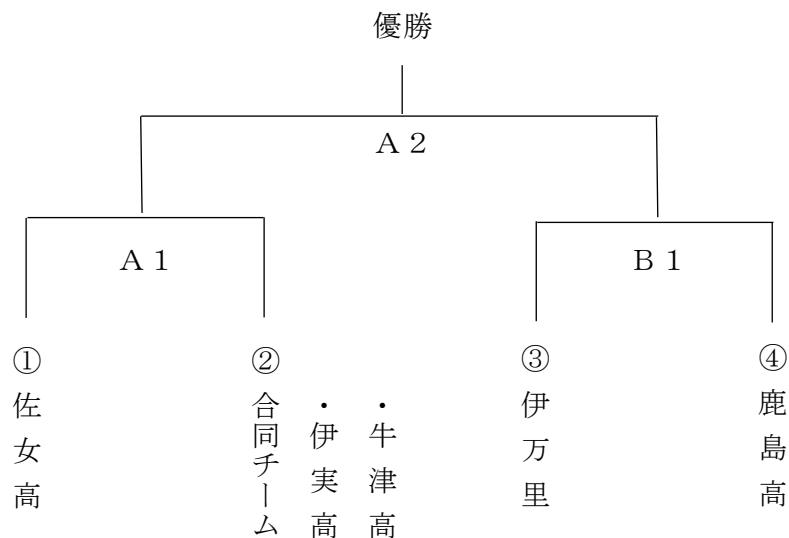 優勝
Ａ２
Ａ１
Ｂ１
①佐女高
②合同チーム
・伊実高
・牛津高
③伊万里
④鹿島高